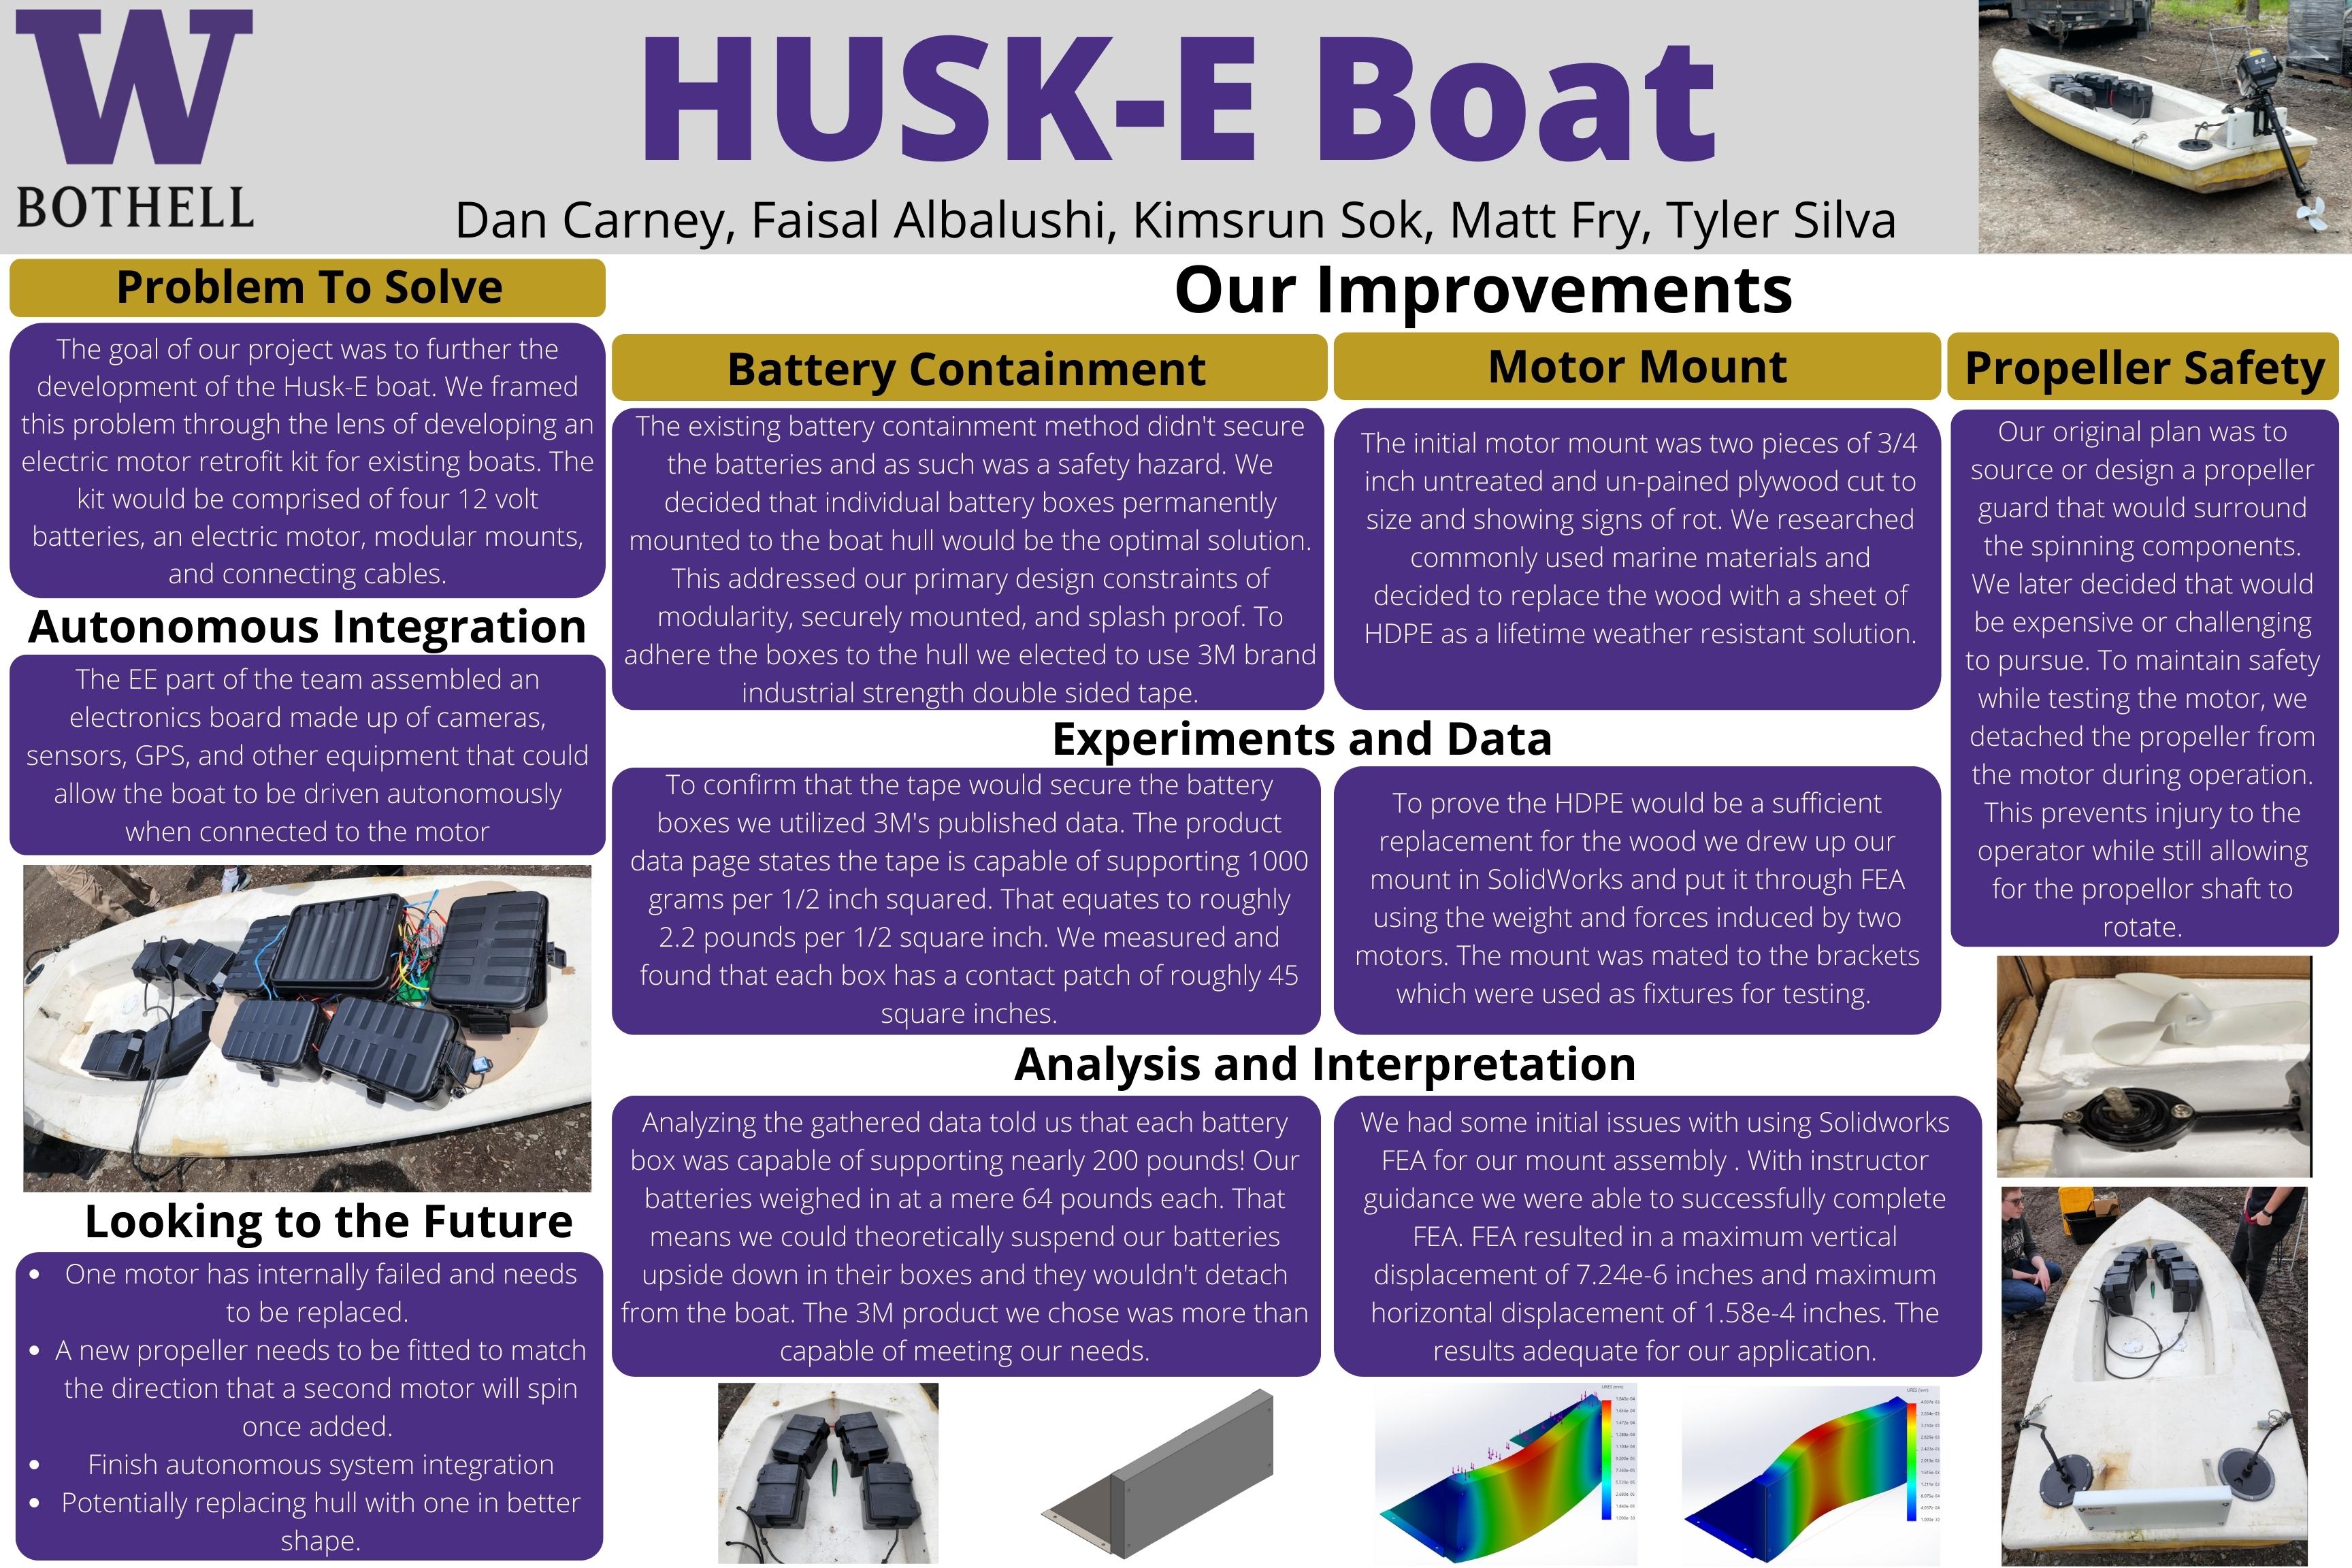 W
BOTHELL
HUSK-E Boat
Dan Carney, Faisal Albalushi, Kimsrun Sok, Matt Fry, Tyler Silva
Problem To Solve
The goal of our project was to further the
development of the Husk-E boat. We framed
this problem through the lens of developing an
electric motor retrofit kit for existing boats. The
kit would be comprised of four 12 volt
batteries, an electric motor, modular mounts,
and connecting cables.
Autonomous Integration
The EE part of the team assembled an
electronics board made up of cameras,
sensors, GPS, and other equipment that could
allow the boat to be driven autonomously
when connected to the motor
Looking to the Future
• One motor has internally failed and needs
to be replaced.
• A new propeller needs to be fitted to match
the direction that a second motor will spin
once added.
• Finish autonomous system integration
• Potentially replacing hull with one in better
shape.
Our Improvements
Battery Containment
The existing battery containment method didn't secure
the batteries and as such was a safety hazard. We
decided that individual battery boxes permanently
mounted to the boat hull would be the optimal solution.
This addressed our primary design constraints of
modularity, securely mounted, and splash proof. To
adhere the boxes to the hull we elected to use 3M brand
industrial strength double sided tape.
Motor Mount
The initial motor mount was two pieces of 3/4
inch untreated and un-pained plywood cut to
size and showing signs of rot. We researched
commonly used marine materials and
decided to replace the wood with a sheet of
HDPE as a lifetime weather resistant solution.
Experiments and Data
To confirm that the tape would secure the battery
boxes we utilized 3M's published data. The product
data page states the tape is capable of supporting 1000
grams per 1/2 inch squared. That equates to roughly
2.2 pounds per 1/2 square inch. We measured and
found that each box has a contact patch of roughly 45
square inches.
To prove the HDPE would be a sufficient
replacement for the wood we drew up our
mount in SolidWorks and put it through FEA
using the weight and forces induced by two
motors. The mount was mated to the brackets
which were used as fixtures for testing.
Analysis and Interpretation
Analyzing the gathered data told us that each battery
box was capable of supporting nearly 200 pounds! Our
batteries weighed in at a mere 64 pounds each. That
means we could theoretically suspend our batteries
upside down in their boxes and they wouldn't detach
from the boat. The 3M product we chose was more than
capable of meeting our needs.
We had some initial issues with using Solidworks
FEA for our mount assembly . With instructor
guidance we were able to successfully complete
FEA. FEA resulted in a maximum vertical
displacement of 7.24e-6 inches and maximum
horizontal displacement of 1.58e-4 inches. The
results adequate for our application.
Propeller Safety
Our original plan was to
source or design a propeller
guard that would surround
the spinning components.
We later decided that would
be expensive or challenging
to pursue. To maintain safety
while testing the motor, we
detached the propeller from
the motor during operation.
This prevents injury to the
operator while still allowing
for the propellor shaft to
rotate.